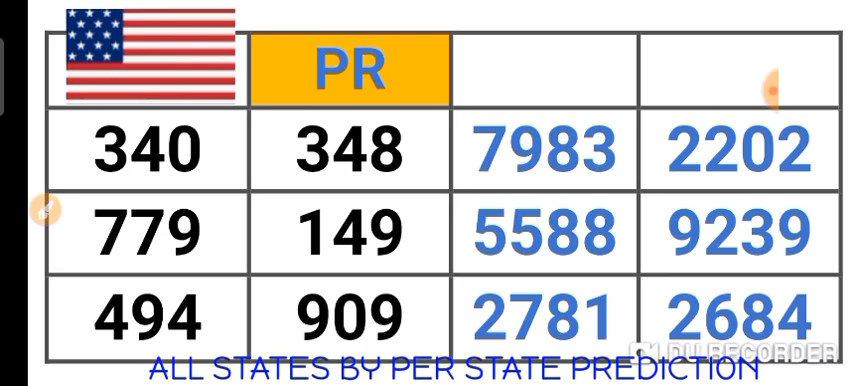 PR
340 348 7983 2202
779 149 5588 9239
494 909 2781 2684
DU RECORDER
ALL STATES BY PER STATE PREDICTION